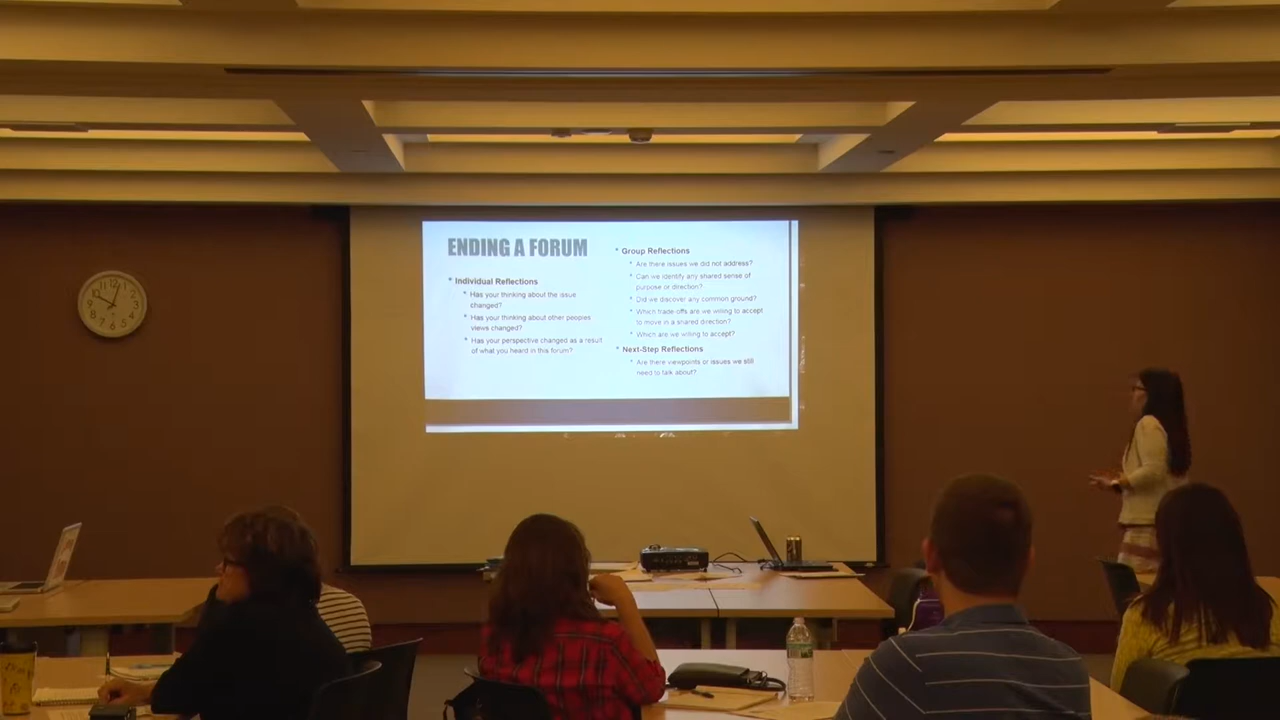 ENDING A FORUM
Individual Reflections
Has your thinking about the issue
changed?
Has your thinking about other peoples
views changed?
Has your perspective changed as a result
of what you heard in this forum?
Group Reflections
Are there issues we did not address?
Can we identify any shared sense of
purpose or direction?
Did we discover any common ground?
Which trade-offs are we willing to accept
to move in a shared direction?
Which are we willing to accept?
Next-Step Reflections
Are there viewpoints or issues we still
need to talk about?